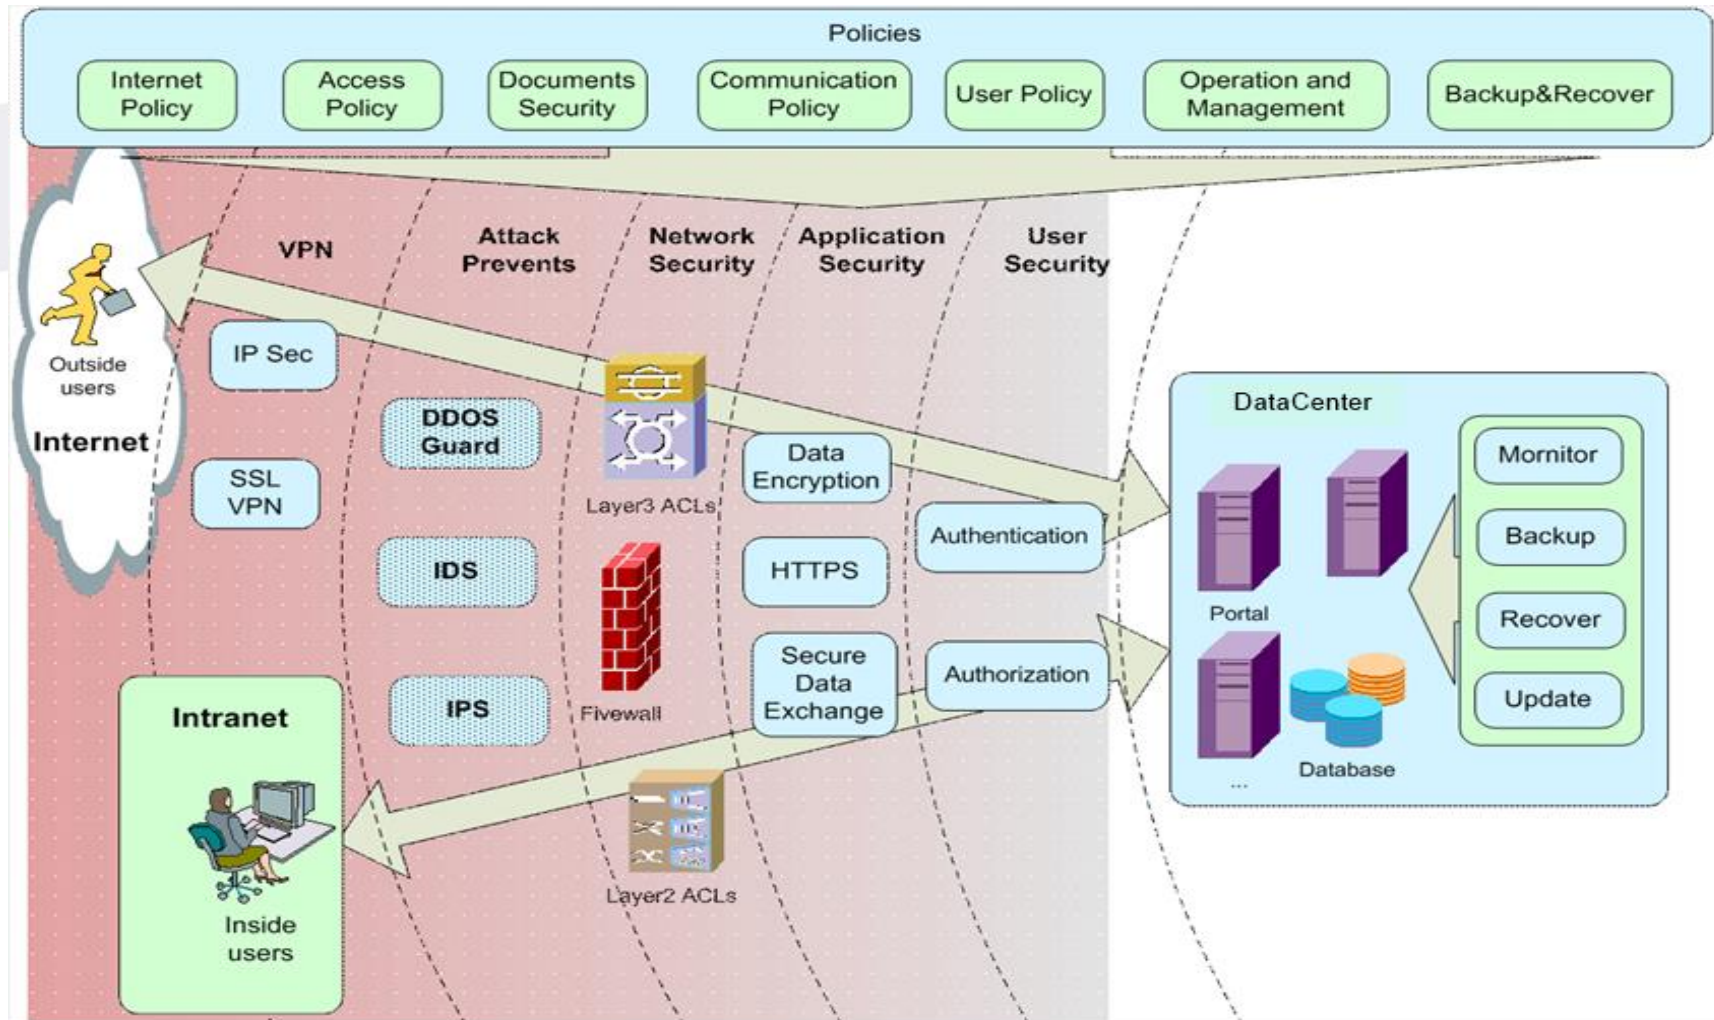 Policies
Internet
Policy
Access
Policy
Documents
Security
Communication
Policy
User Policy
Operation and
Management
Backup&Recover
VPN
Attack
Prevents
Network
Security
Application
Security
User
Security
Outside
users
Internet
IP Sec
SSL
VPN
DDOS
Guard
IDS
IPS
Layer3 ACLs
Fivewall
Layer2 ACLs
Data
Encryption
HTTPS
Secure
Data
Exchange
Authentication
Authorization
Intranet
Inside
users
DataCenter
Portal
...
Database
Mornitor
Backup
Recover
Update